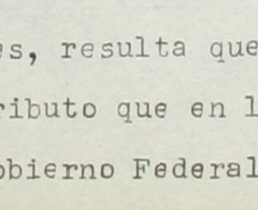 es, resulta que
ributo que en l
obierno Federal